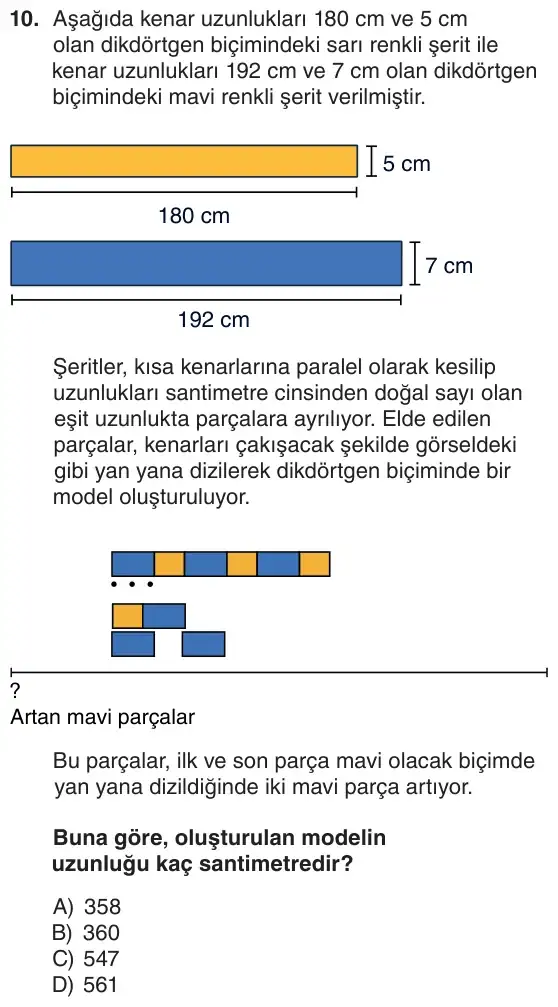 10. Aşağıda kenar uzunlukları 180 cm ve 5 cm
olan dikdörtgen biçimindeki sarı renkli şerit ile
kenar uzunlukları 192 cm ve 7 cm olan dikdörtgen
biçimindeki mavi renkli şerit verilmiştir.
5 cm
180 cm
7 cm
192 cm
Şeritler, kısa kenarlarına paralel olarak kesilip
uzunlukları santimetre cinsinden doğal sayı olan
eşit uzunlukta parçalara ayrılıyor. Elde edilen
parçalar, kenarları çakışacak şekilde görseldeki
gibi yan yana dizilerek dikdörtgen biçiminde bir
model oluşturuluyor.
?
Artan mavi parçalar
Bu parçalar, ilk ve son parça mavi olacak biçimde
yan yana dizildiğinde iki mavi parça artıyor.
Buna göre, oluşturulan modelin
uzunluğu kaç santimetredir?
A) 358
B) 360
C) 547
D) 561